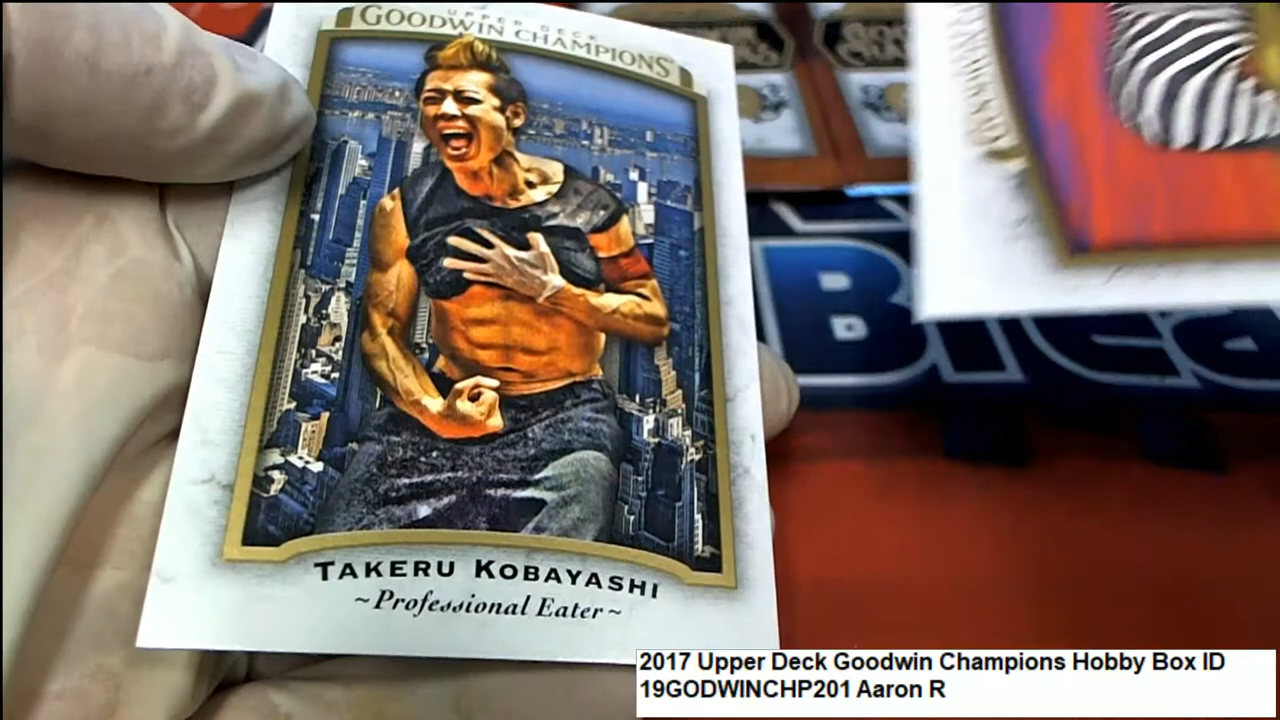 UPPER DECK
GOODWIN CHAMPIONS
TAKERU KOBAYASHI
~Professional Eater~
2017 Upper Deck Goodwin Champions Hobby Box ID
19GODWINCHP201 Aaron R